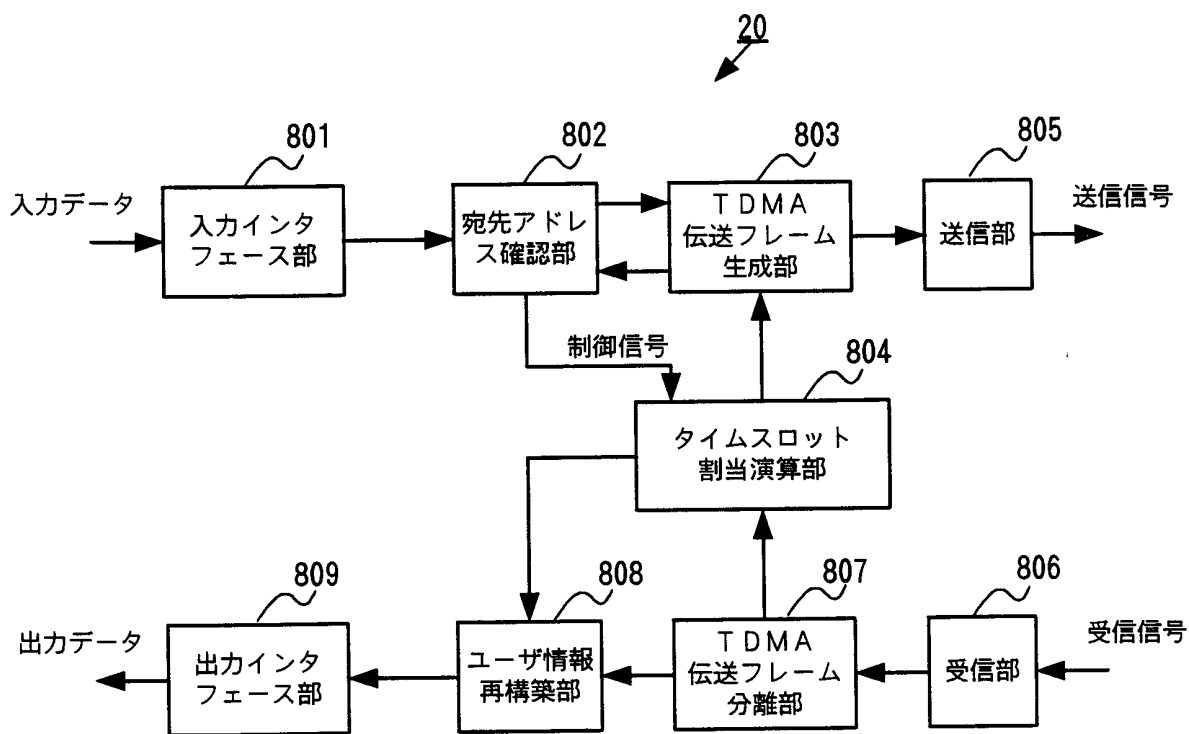 20
801
802
803
805
入力データ
入力インタ
フェース部
宛先アドレ
ス確認部
ＴＤＭＡ
伝送フレーム
生成部
送信部
送信信号
制御信号
804
タイムスロット
割当演算部
809
808
807
806
出力データ
出力インタ
フェース部
ユーザ情報
再構築部
ＴＤＭＡ
伝送フレーム
分離部
受信部
受信信号